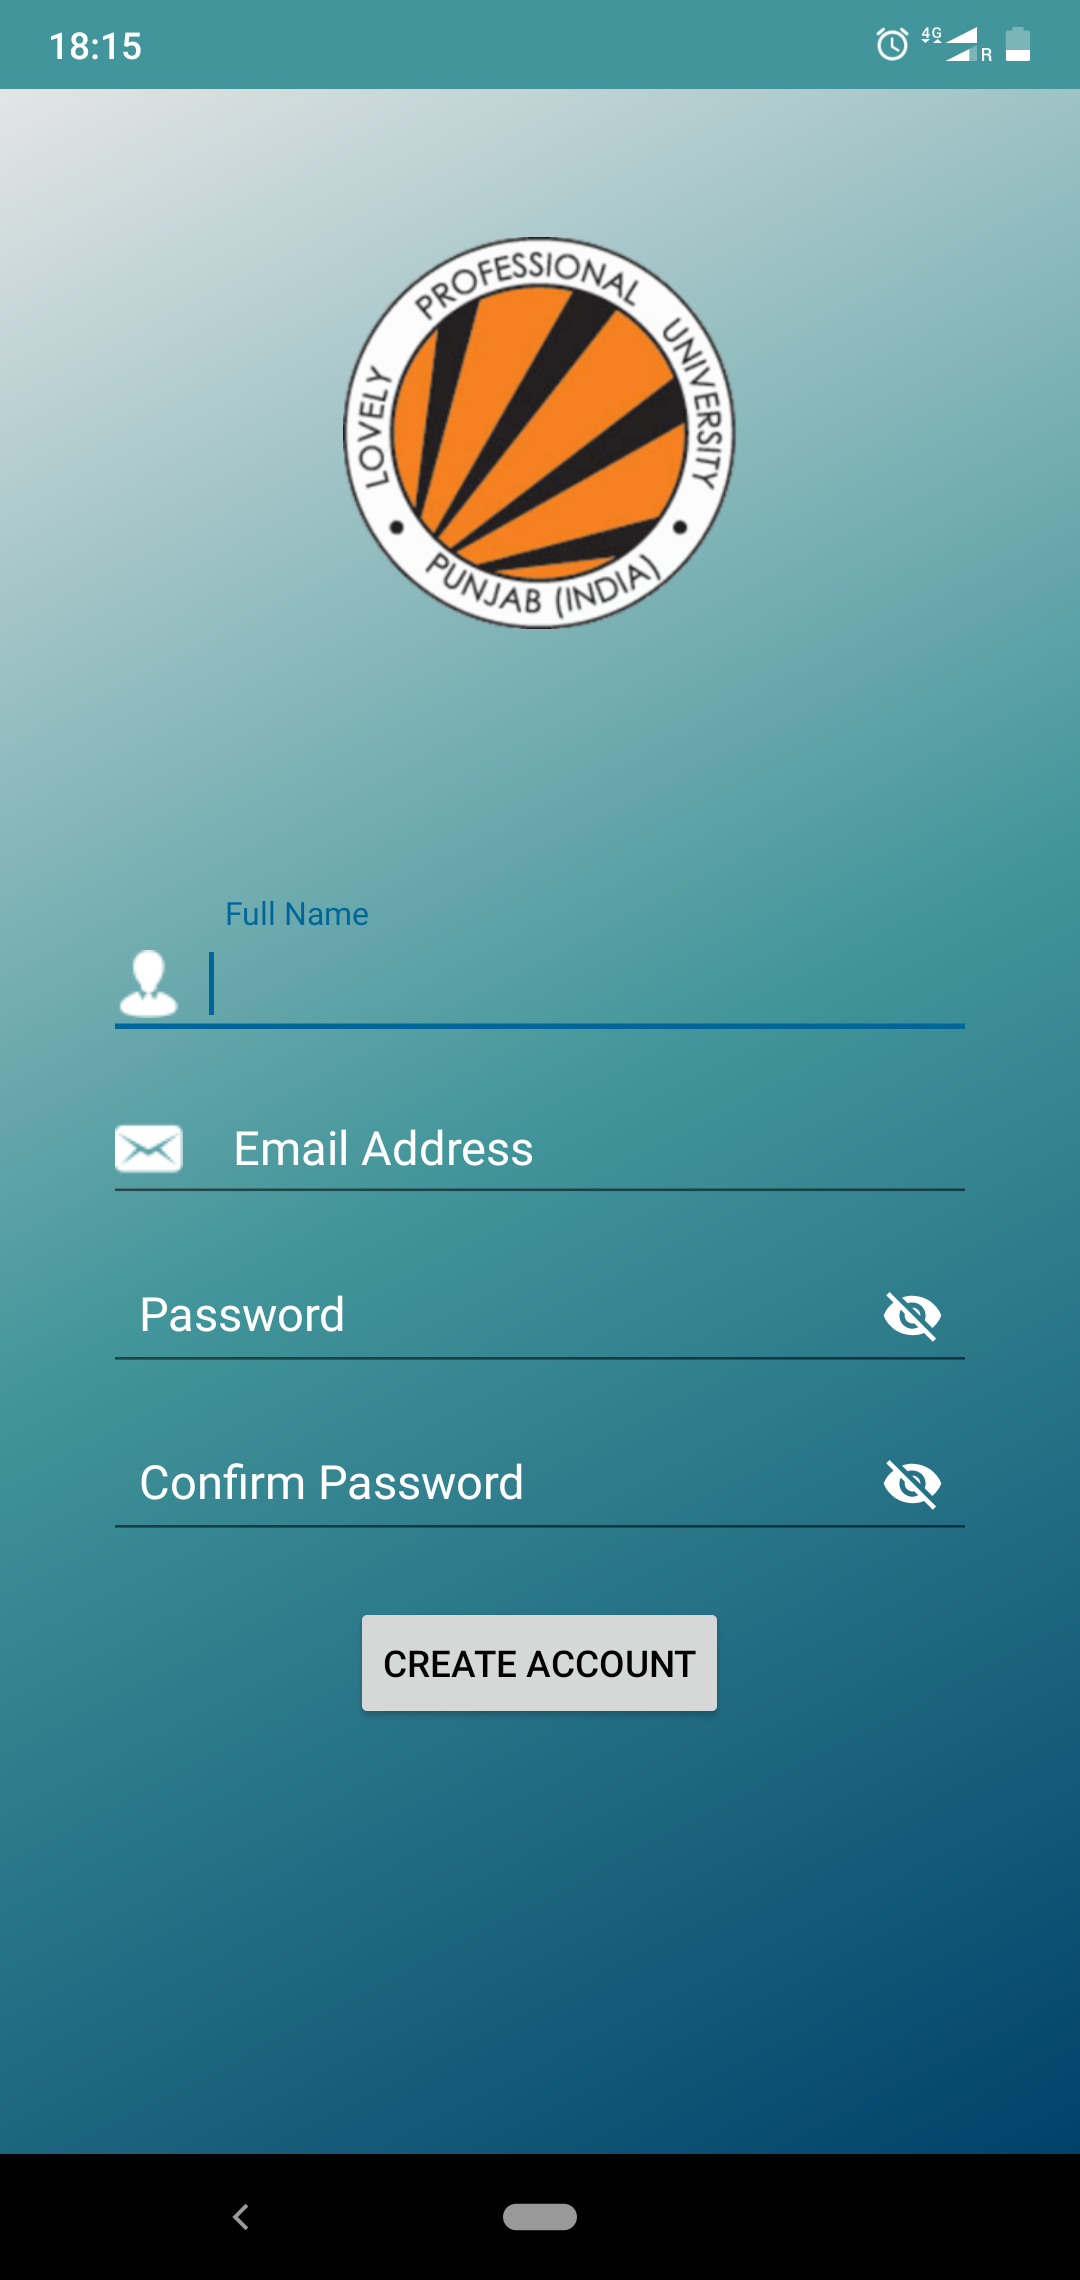 18:15
4G
R
LOVELY PROFESSIONAL UNIVERSITY
PUNJAB (INDIA)
Full Name
Email Address
Password
Confirm Password
CREATE ACCOUNT